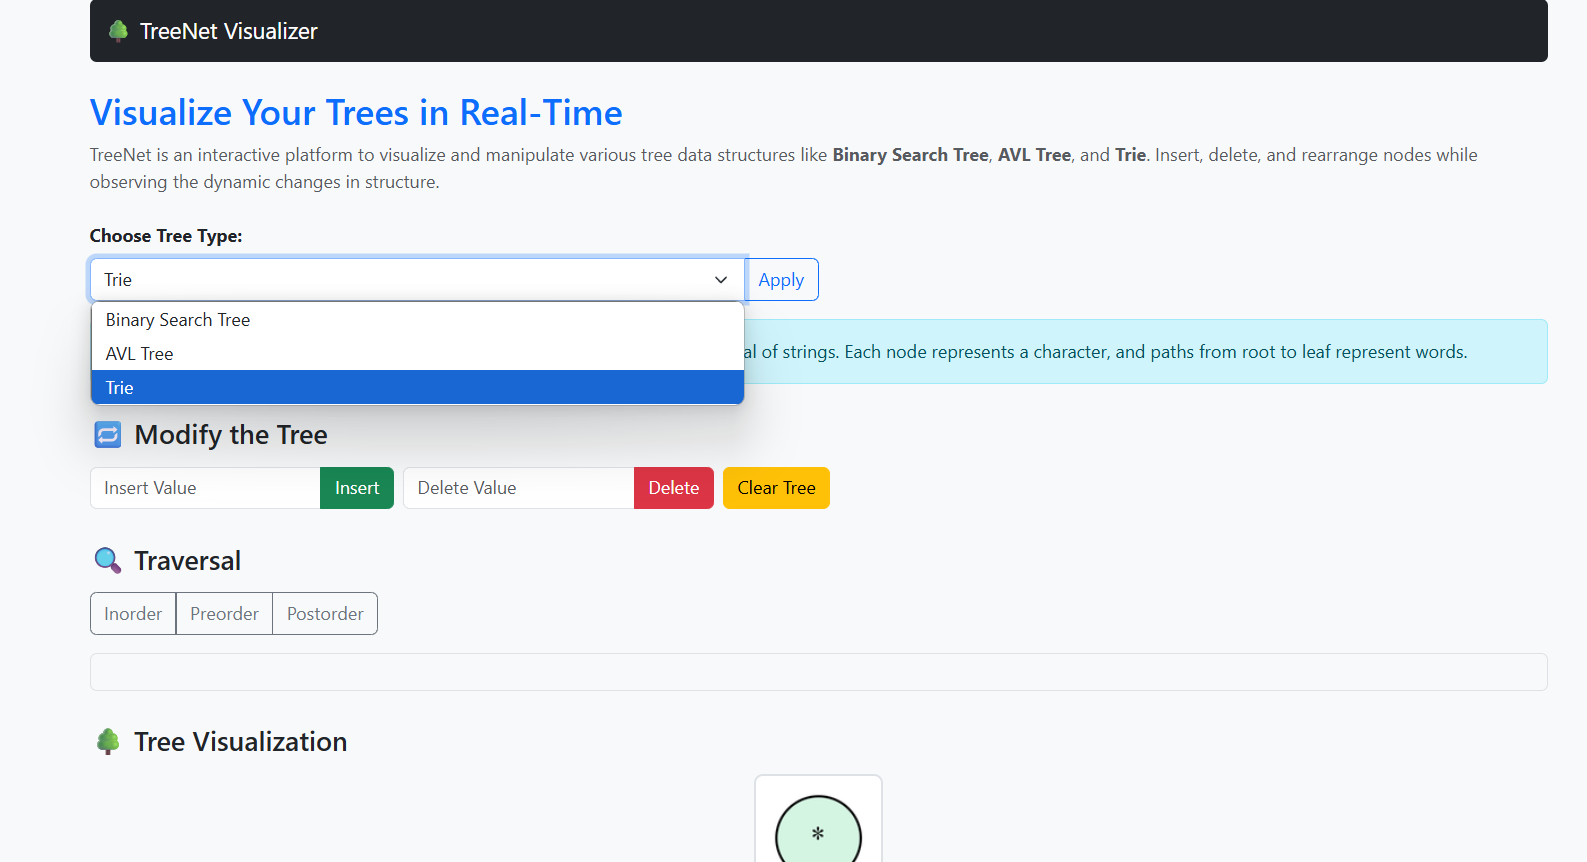 TreeNet Visualizer
Visualize Your Trees in Real-Time
TreeNet is an interactive platform to visualize and manipulate various tree data structures like Binary Search Tree, AVL Tree, and Trie. Insert, delete, and rearrange nodes while
observing the dynamic changes in structure.
Choose Tree Type:
Trie
Apply
Binary Search Tree
AVL Tree
of strings. Each node represents a character, and paths from root to leaf represent words.
Trie
Modify the Tree
Insert Value
Insert
Delete Value
Delete
Clear Tree
Traversal
Inorder
Preorder
Postorder
Tree Visualization
*